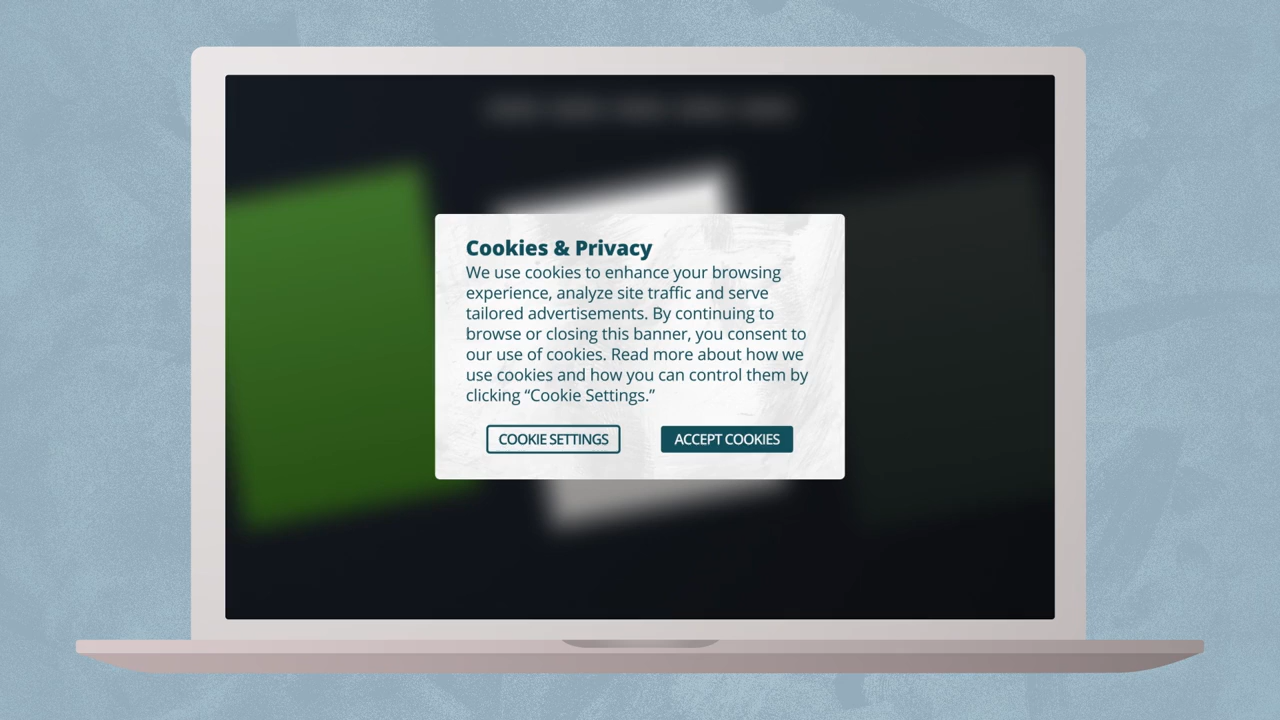 Cookies & Privacy
We use cookies to enhance your browsing
experience, analyze site traffic and serve
tailored advertisements. By continuing to
browse or closing this banner, you consent to
our use of cookies. Read more about how we
use cookies and how you can control them by
clicking “Cookie Settings.”
COOKIE SETTINGS
ACCEPT COOKIES